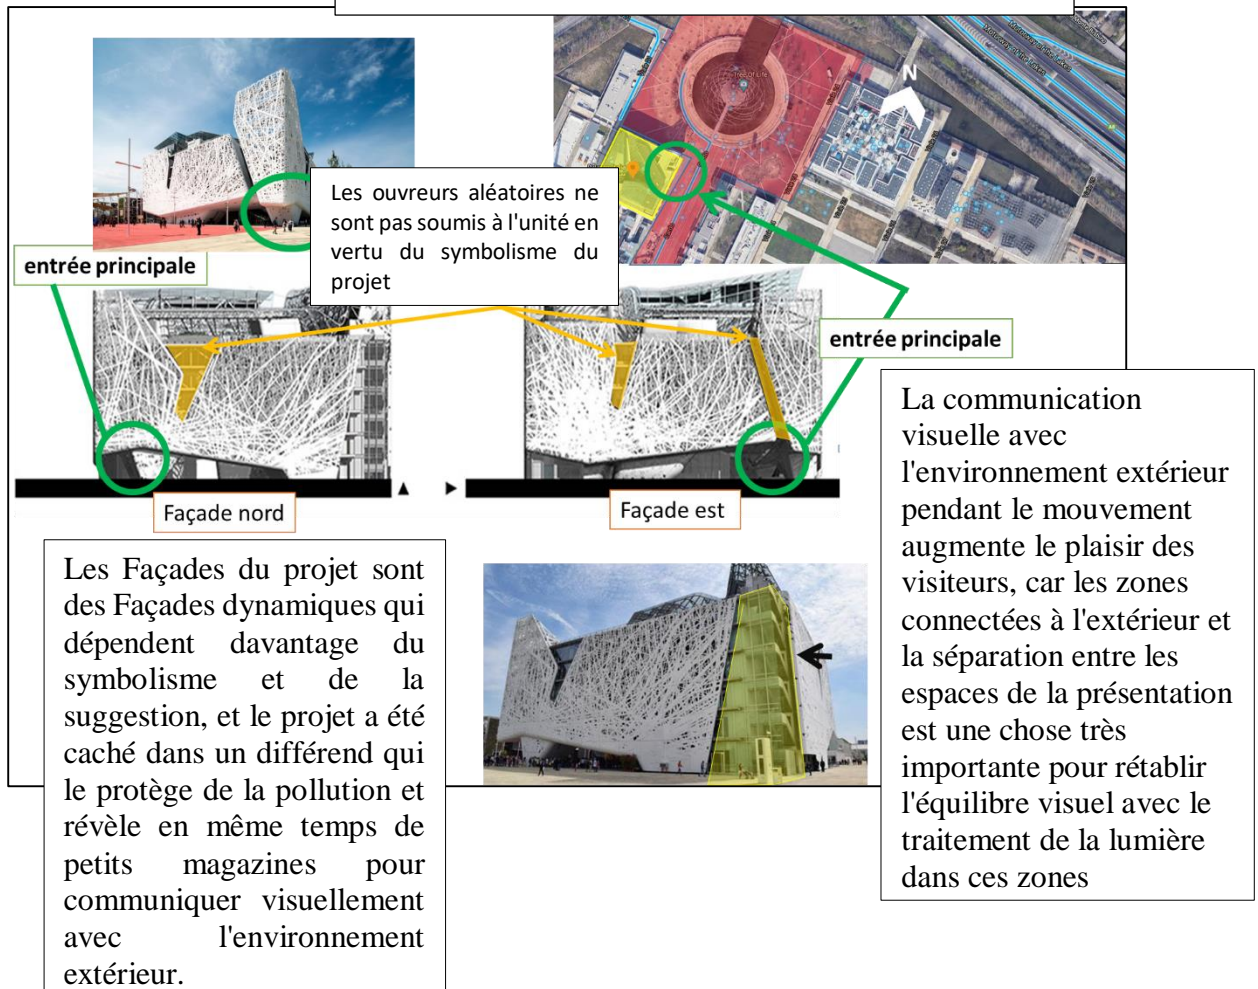 Tree Of Life
N
Les ouvreurs aléatoires ne
sont pas soumis à l'unité en
vertu du symbolisme du
projet
entrée principale
entrée principale
Façade nord
Façade est
La communication
visuelle avec
l'environnement extérieur
pendant le mouvement
augmente le plaisir des
visiteurs, car les zones
connectées à l'extérieur et
la séparation entre les
espaces de la présentation
est une chose très
importante pour rétablir
l'équilibre visuel avec le
traitement de la lumière
dans ces zones
Les Façades du projet sont
des Façades dynamiques qui
dépendent davantage du
symbolisme et de la
suggestion, et le projet a été
caché dans un différend qui
le protège de la pollution et
révèle en même temps de
petits magazines pour
communiquer visuellement
avec l'environnement
extérieur.